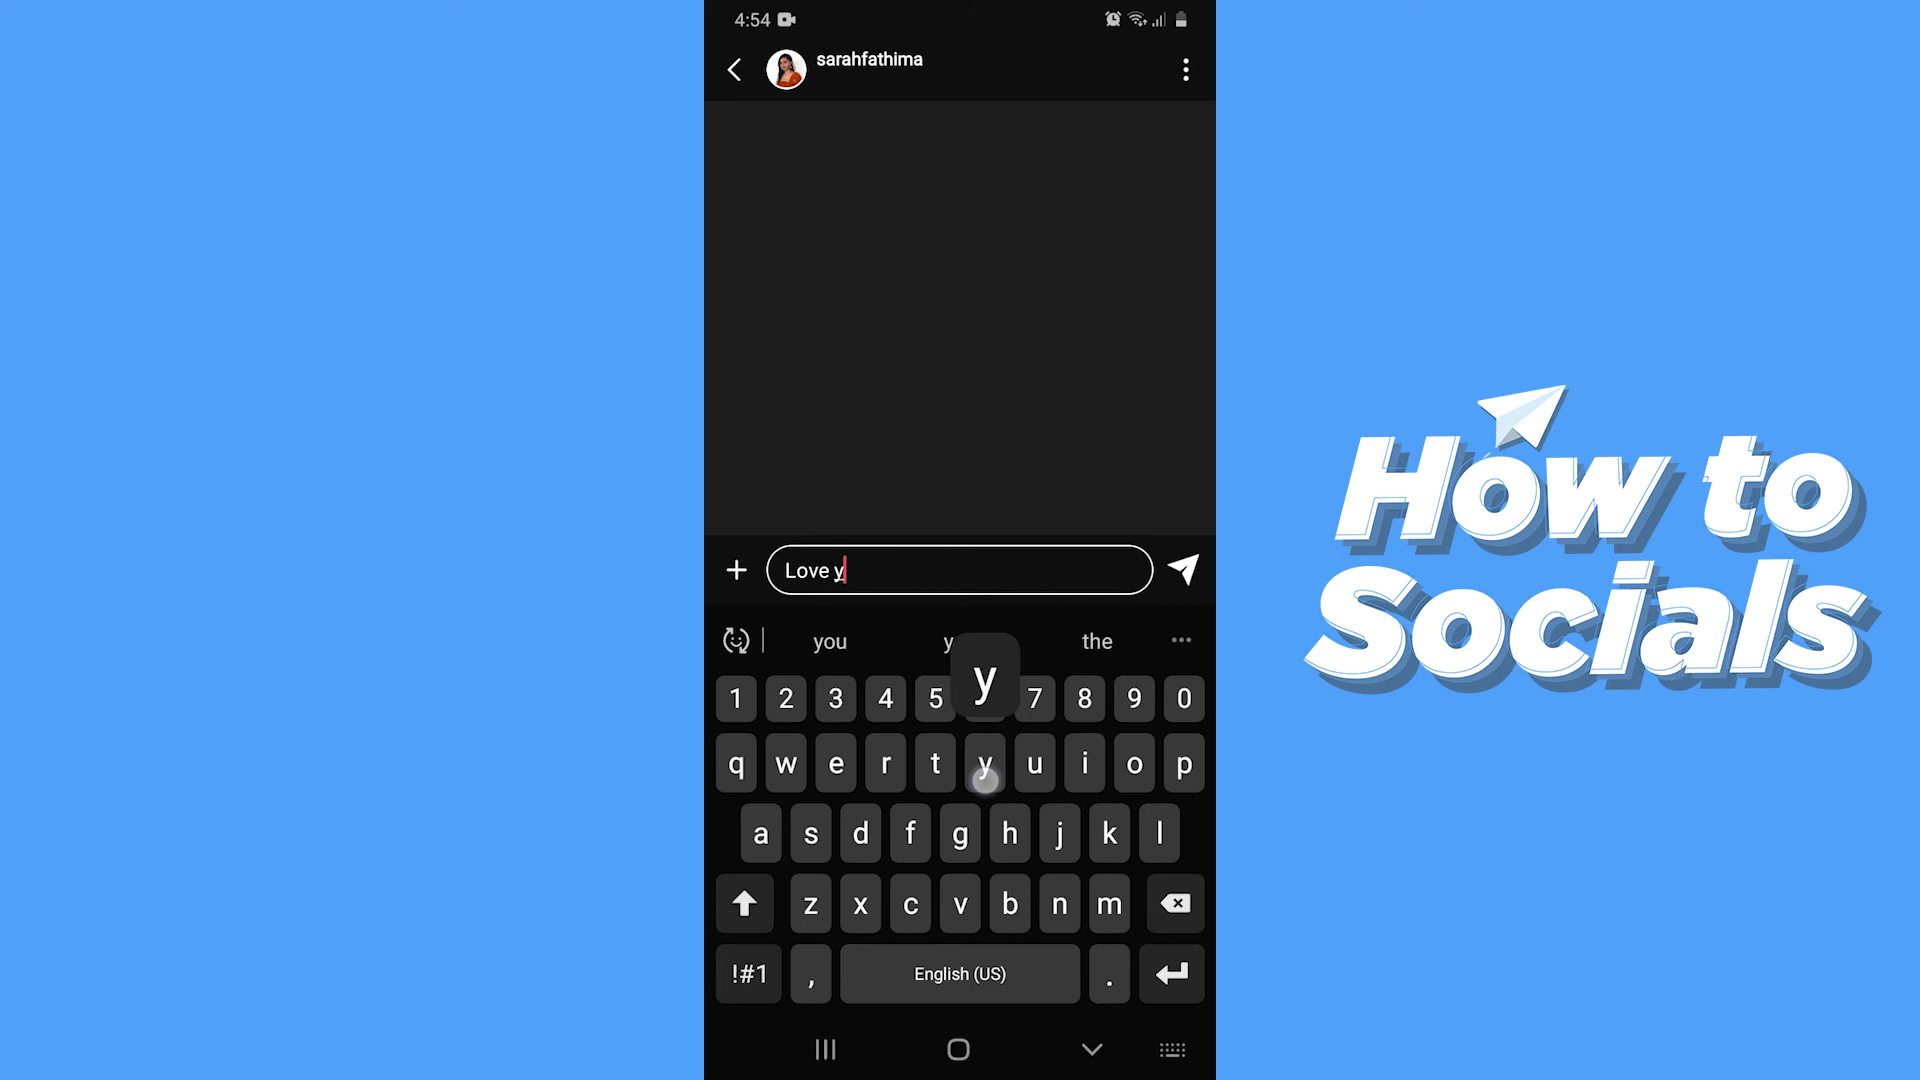 4:54
sarahfathima
Love y
you
the
y
1 2 3 4 5 7 8 9 0
q w e r t y u i o p
a s d f g h j k l
z x c v b n m
!#1 , English (US) .
How to
Socials